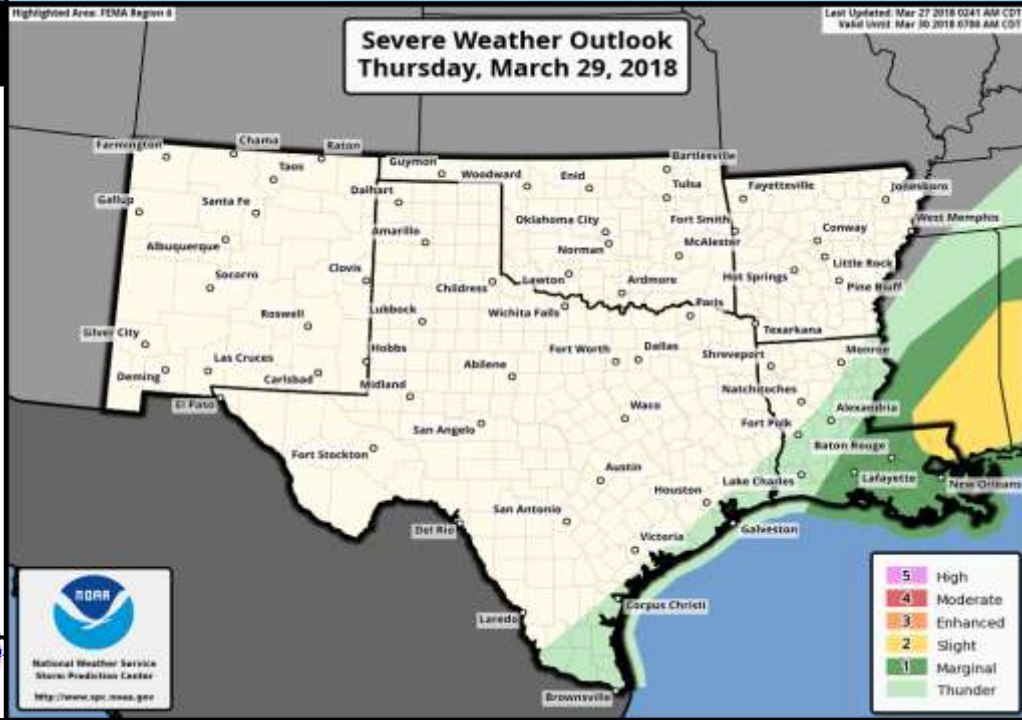 Highlighted Area: FEMA Region 6
Last Updated: Mar 27 2018 0241 AM CDT
Valid Until: Mar 30 2018 0700 AM CDT
Severe Weather Outlook
Thursday, March 29, 2018
Farmington
Chama
Raton
Taos
Guymon
Woodward
Enid
Bartlesville
Tulsa
Fayetteville
Jonesboro
Gallup
Santa Fe
Dalhart
Oklahoma City
Fort Smith
West Memphis
Albuquerque
Amarillo
Norman
McAlester
Conway
Socorro
Clovis
Childress
Lawton
Ardmore
Hot Springs
Little Rock
Pine Bluff
Roswell
Lubbock
Wichita Falls
Paris
Texarkana
Silver City
Las Cruces
Hobbs
Abilene
Fort Worth
Dallas
Shreveport
Monroe
Deming
Carlsbad
Midland
Natchitoches
El Paso
Waco
Alexandria
San Angelo
Fort Polk
Fort Stockton
Baton Rouge
Austin
Lake Charles
Lafayette
New Orleans
Houston
San Antonio
Del Rio
Galveston
Victoria
Laredo
Corpus Christi
Brownsville
NOAA
National Weather Service
Storm Prediction Center
http://www.spc.noaa.gov
5 High
4 Moderate
3 Enhanced
2 Slight
1 Marginal
Thunder